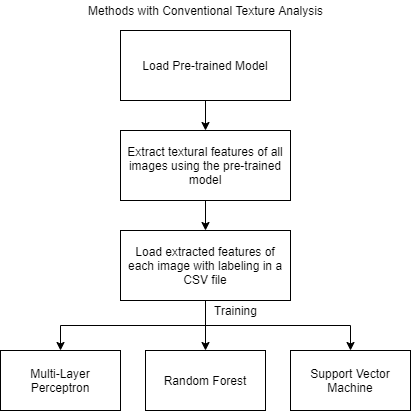 Methods with Conventional Texture Analysis
Load Pre-trained Model
Extract textural features of all
images using the pre-trained
model
Load extracted features of
each image with labeling in a
CSV file
Training
Multi-Layer
Perceptron
Random Forest
Support Vector
Machine